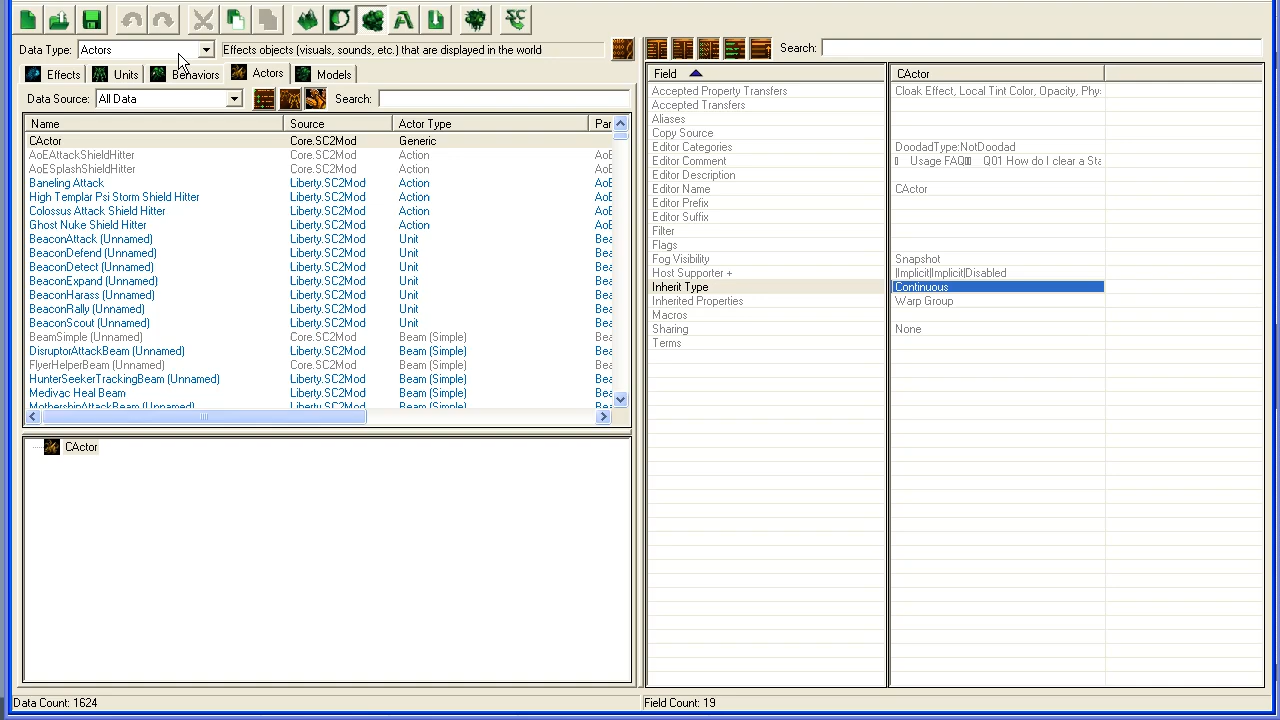 Data Type: Actors Effects objects (visuals, sounds, etc.) that are displayed in the world
Effects Units Behaviors Actors Models
Data Source: All Data Search:
Name Source Actor Type Par
CActor Core.SC2Mod Generic
AoEAttackShieldHitter Core.SC2Mod Action AoE
AoESplashShieldHitter Core.SC2Mod Action AoE
Baneling Attack Liberty.SC2Mod Action AoE
High Templar Psi Storm Shield Hitter Liberty.SC2Mod Action AoE
Colossus Attack Shield Hitter Liberty.SC2Mod Action AoE
Ghost Nuke Shield Hitter Liberty.SC2Mod Action AoE
BeaconAttack (Unnamed) Liberty.SC2Mod Unit Bea
BeaconDefend (Unnamed) Liberty.SC2Mod Unit Bea
BeaconDetect (Unnamed) Liberty.SC2Mod Unit Bea
BeaconExpand (Unnamed) Liberty.SC2Mod Unit Bea
BeaconHarass (Unnamed) Liberty.SC2Mod Unit Bea
BeaconRally (Unnamed) Liberty.SC2Mod Unit Bea
BeaconScout (Unnamed) Liberty.SC2Mod Unit Bea
BeamSimple (Unnamed) Core.SC2Mod Beam (Simple) Bea
DisruptorAttackBeam (Unnamed) Liberty.SC2Mod Beam (Simple) Bea
FlyerHelperBeam (Unnamed) Core.SC2Mod Beam (Simple) Bea
HunterSeekerTrackingBeam (Unnamed) Liberty.SC2Mod Beam (Simple) Bea
Medivac Heal Beam Liberty.SC2Mod Beam (Simple) Bea
MothershipAttackBeam (Unnamed) Liberty.SC2Mod Beam (Simple) Bea
CActor
Data Count: 1624
Search:
Field CActor
Accepted Property Transfers Cloak Effect, Local Tint Color, Opacity, Phy
Accepted Transfers
Aliases
Copy Source
Editor Categories DoodadType:NotDoodad
Editor Comment Usage FAQ Q01 How do I clear a Sta
Editor Description
Editor Name CActor
Editor Prefix
Editor Suffix
Filter
Flags
Fog Visibility Snapshot
Host Supporter + |Implicit|Implicit|Disabled
Inherit Type Continuous
Inherited Properties Warp Group
Macros
Sharing None
Terms
Field Count: 19